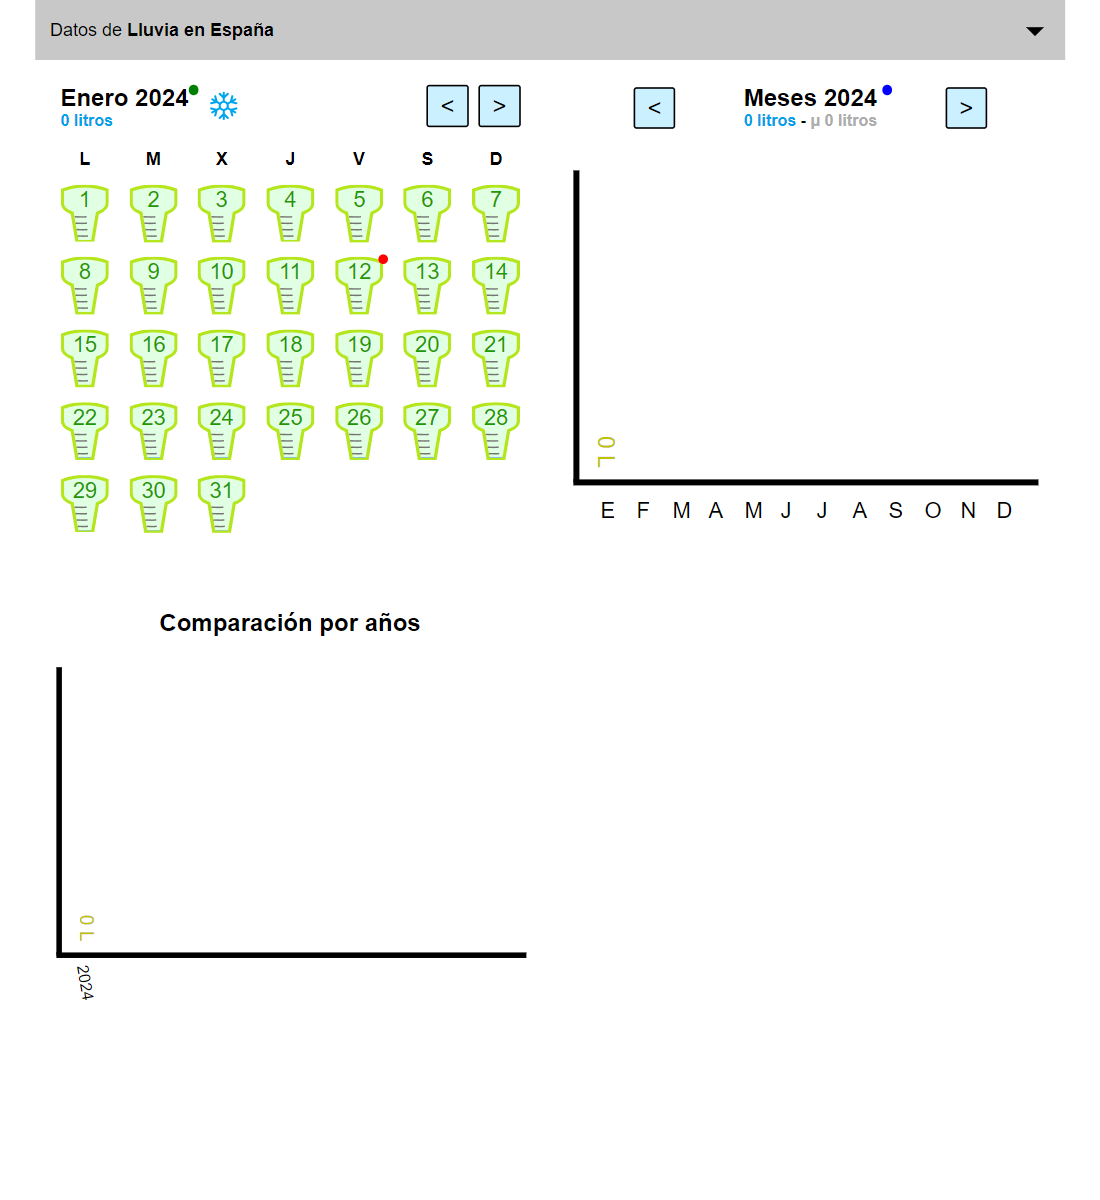 Datos de Lluvia en España
Enero 2024
0 litros
< >
L M X J V S D
1 2 3 4 5 6 7
8 9 10 11 12 13 14
15 16 17 18 19 20 21
22 23 24 25 26 27 28
29 30 31
<
Meses 2024
0 litros - µ 0 litros
>
0 L
E F M A M J J A S O N D
Comparación por años
0 L
2024